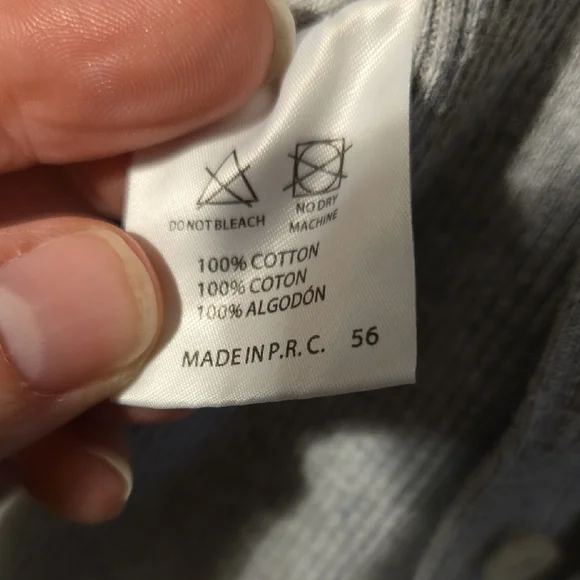 DO NOT BLEACH
NO DRY
MACHINE
100% COTTON
100% COTON
100% ALGODÓN
MADE IN P.R.C. 56